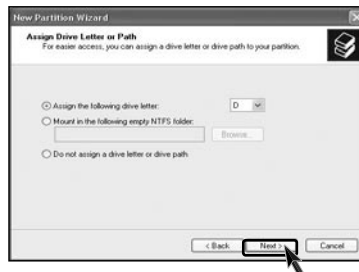 New Partition Wizard
Assign Drive Letter or Path
For easier access, you can assign a drive letter or drive path to your partition.
Assign the following drive letter: D
Mount in the following empty NTFS folder:
Browse...
Do not assign a drive letter or drive path
< Back Next > Cancel